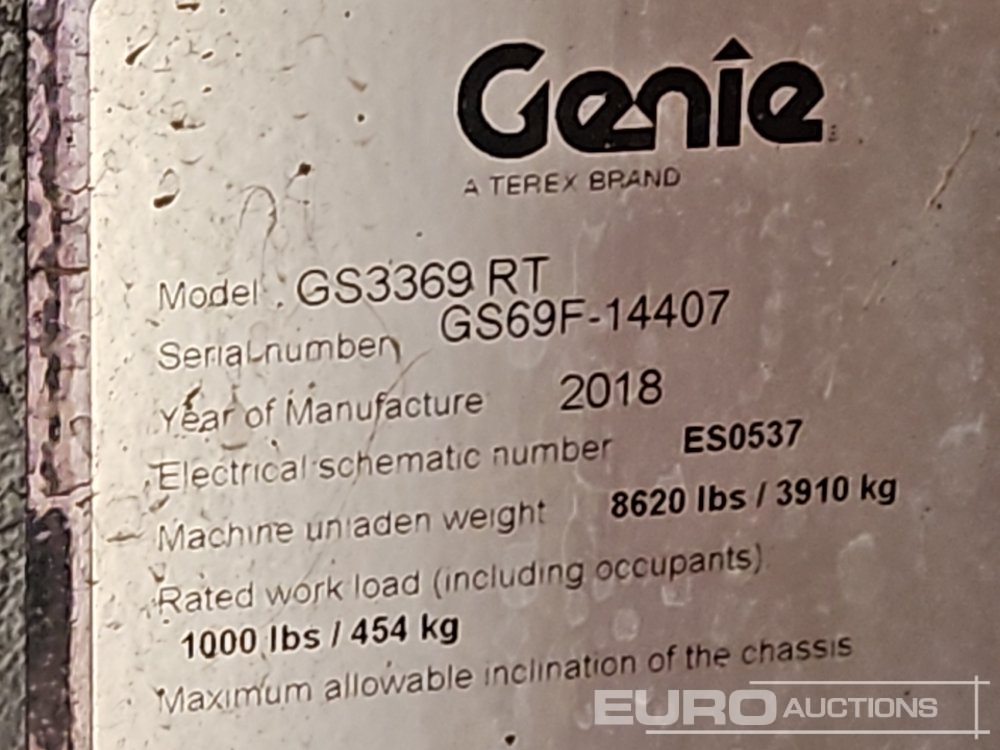 Genie
A TEREX BRAND
Model : GS3369 RT
Serial number GS69F-14407
Year of Manufacture 2018
Electrical schematic number ES0537
Machine unladen weight 8620 lbs / 3910 kg
Rated work load (including occupants)
1000 lbs / 454 kg
Maximum allowable inclination of the chassis
EURO AUCTIONS